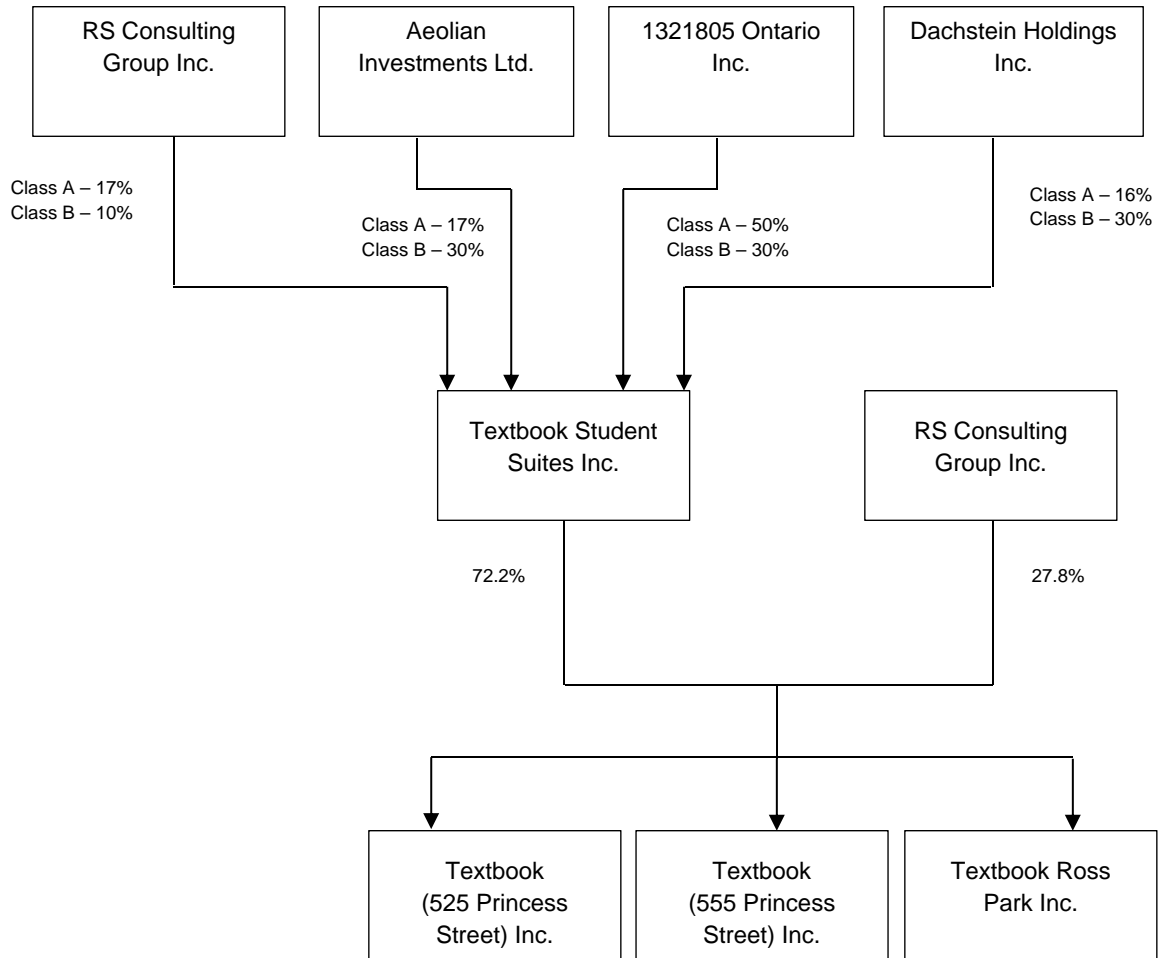 RS Consulting
Group Inc.
Aeolian
Investments Ltd.
1321805 Ontario
Inc.
Dachstein Holdings
Inc.
Class A – 17%
Class B – 10%
Class A – 17%
Class B – 30%
Class A – 50%
Class B – 30%
Class A – 16%
Class B – 30%
Textbook Student
Suites Inc.
RS Consulting
Group Inc.
72.2%
27.8%
Textbook
(525 Princess
Street) Inc.
Textbook
(555 Princess
Street) Inc.
Textbook Ross
Park Inc.